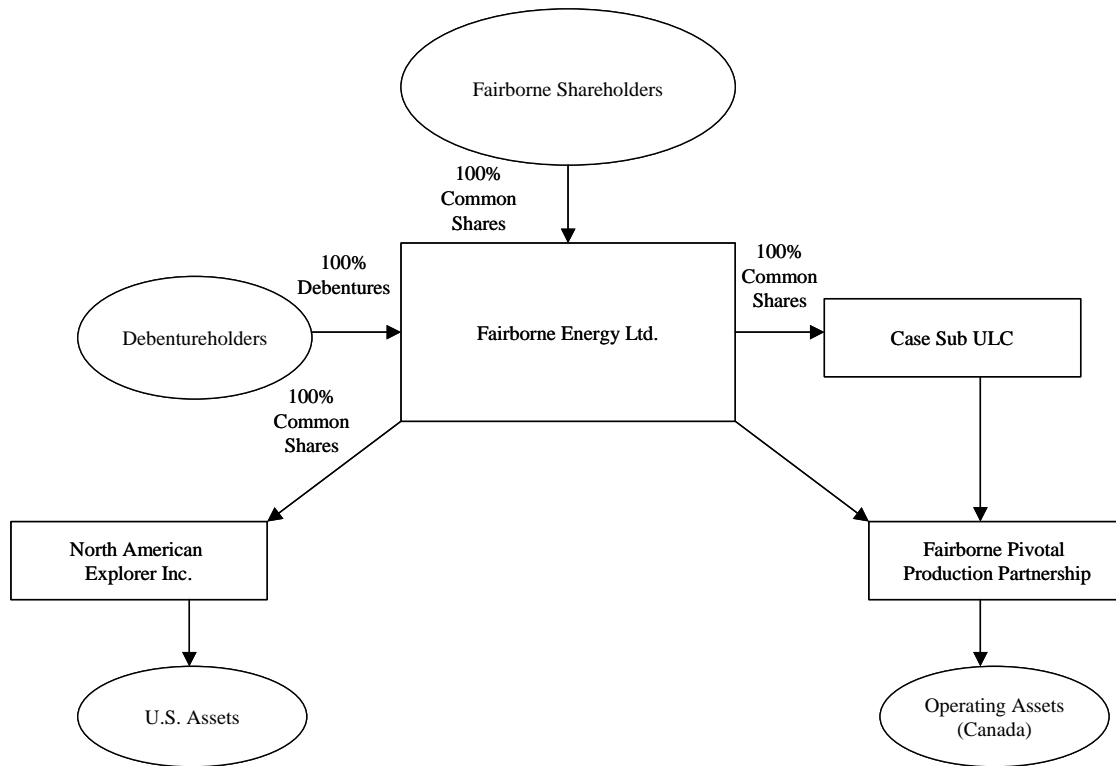 Fairborne Shareholders
100%
Common
Shares
100%
Debentures
100%
Common
Shares
Debentureholders
Fairborne Energy Ltd.
Case Sub ULC
100%
Common
Shares
North American
Explorer Inc.
Fairborne Pivotal
Production Partnership
U.S. Assets
Operating Assets
(Canada)